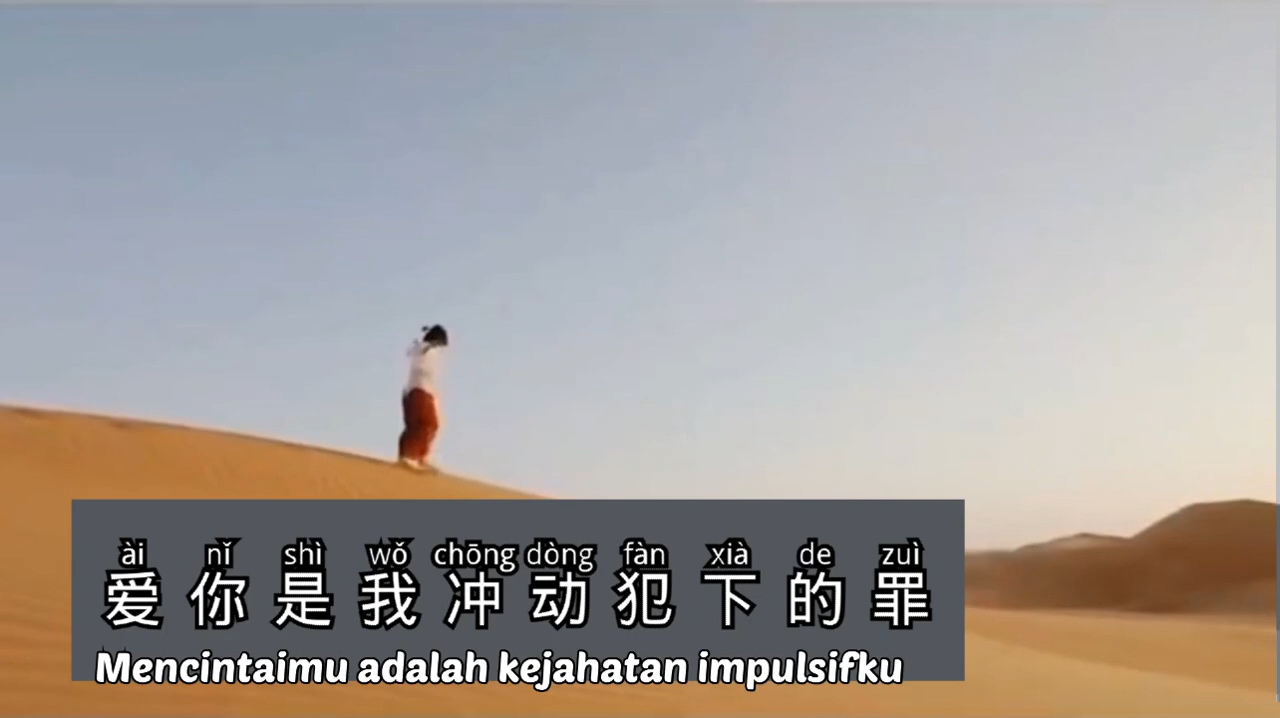 ài nǐ shì wǒ chōng dòng fàn xià de zuì
爱你是我冲动犯下的罪
Mencintaimu adalah kejahatan impulsifku